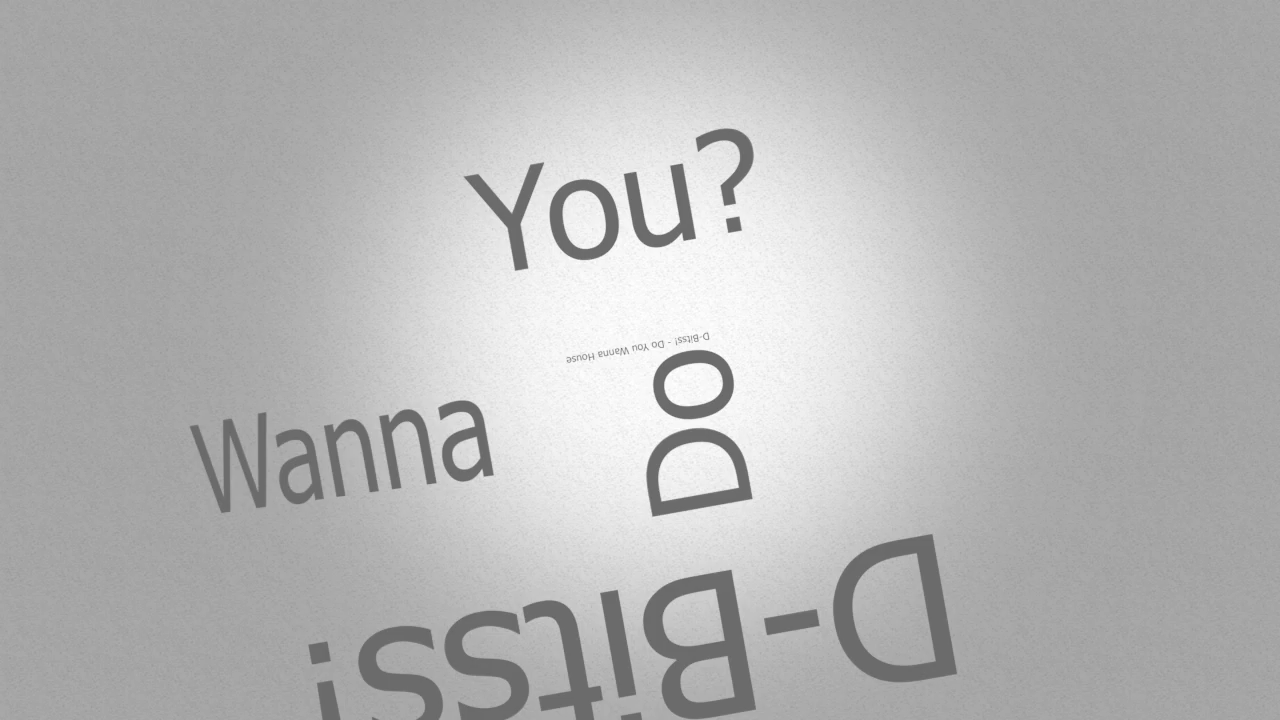 You?
D-Bitss! - Do You Wanna House
Do
Wanna
D-Bitss!